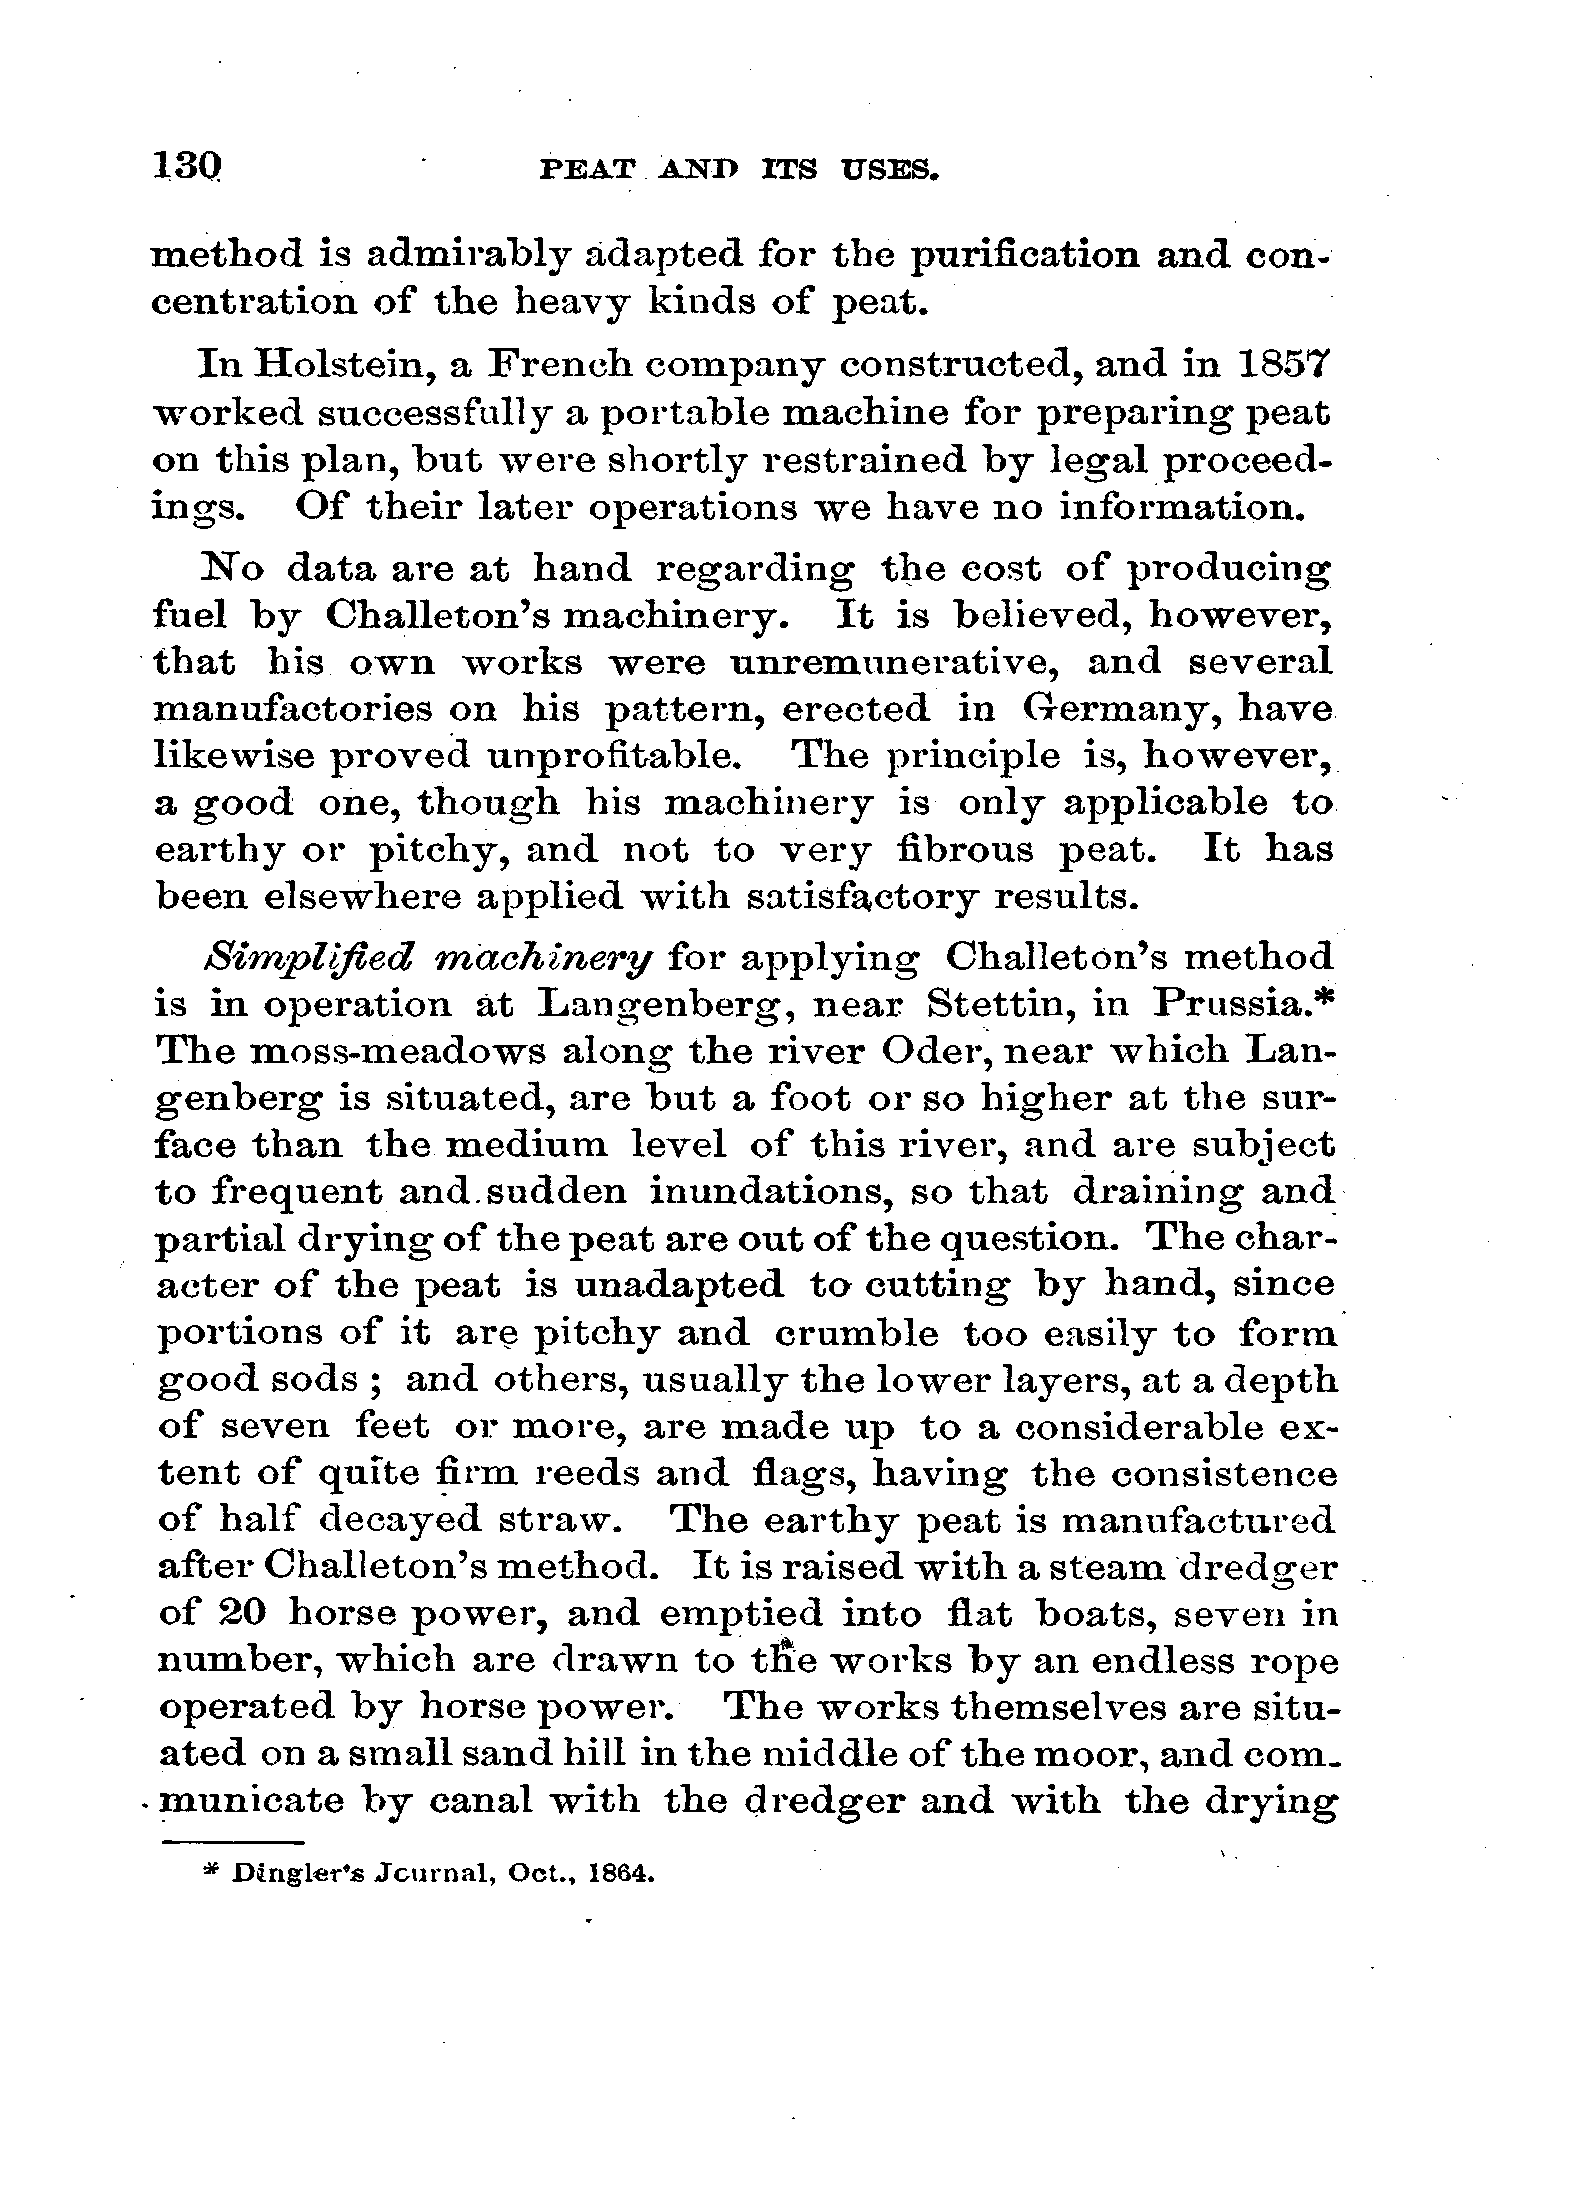 130 PEAT AND ITS USES.
method is admirably adapted for the purification and con-
centration of the heavy kinds of peat.
In Holstein, a French company constructed, and in 1857
worked successfully a portable machine for preparing peat
on this plan, but were shortly restrained by legal proceed-
ings. Of their later operations we have no information.
No data are at hand regarding the cost of producing
fuel by Challeton's machinery. It is believed, however,
that his own works were unremunerative, and several
manufactories on his pattern, erected in Germany, have
likewise proved unprofitable. The principle is, however,
a good one, though his machinery is only applicable to
earthy or pitchy, and not to very fibrous peat. It has
been elsewhere applied with satisfactory results.
Simplified machinery for applying Challeton's method
is in operation at Langenberg, near Stettin, in Prussia.*
The moss-meadows along the river Oder, near which Lan-
genberg is situated, are but a foot or so higher at the sur-
face than the medium level of this river, and are subject
to frequent and sudden inundations, so that draining and
partial drying of the peat are out of the question. The char-
acter of the peat is unadapted to cutting by hand, since
portions of it are pitchy and crumble too easily to form
good sods ; and others, usually the lower layers, at a depth
of seven feet or more, are made up to a considerable ex-
tent of quite firm reeds and flags, having the consistence
of half decayed straw. The earthy peat is manufactured
after Challeton's method. It is raised with a steam dredger
of 20 horse power, and emptied into flat boats, seven in
number, which are drawn to the works by an endless rope
operated by horse power. The works themselves are situ-
ated on a small sand hill in the middle of the moor, and com-
municate by canal with the dredger and with the drying
* Dingler's Journal, Oct., 1864.